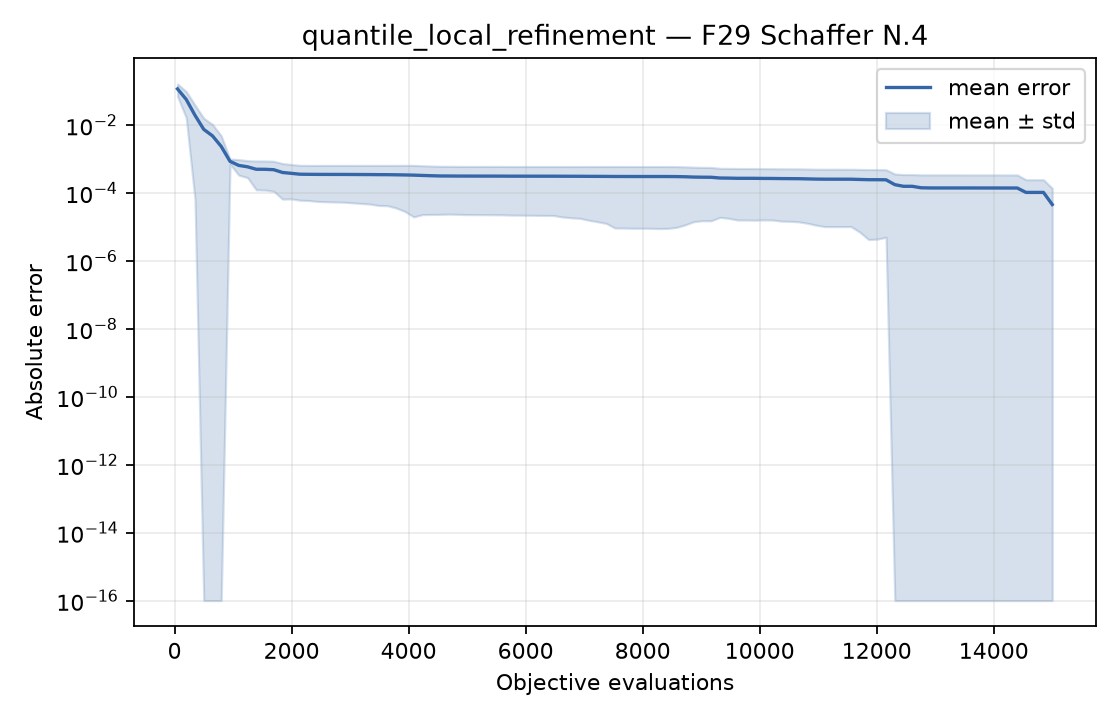 quantile_local_refinement — F29 Schaffer N.4
mean error
mean ± std
Absolute error
10⁻²
10⁻⁴
10⁻⁶
10⁻⁸
10⁻¹⁰
10⁻¹²
10⁻¹⁴
10⁻¹⁶
0 2000 4000 6000 8000 10000 12000 14000
Objective evaluations